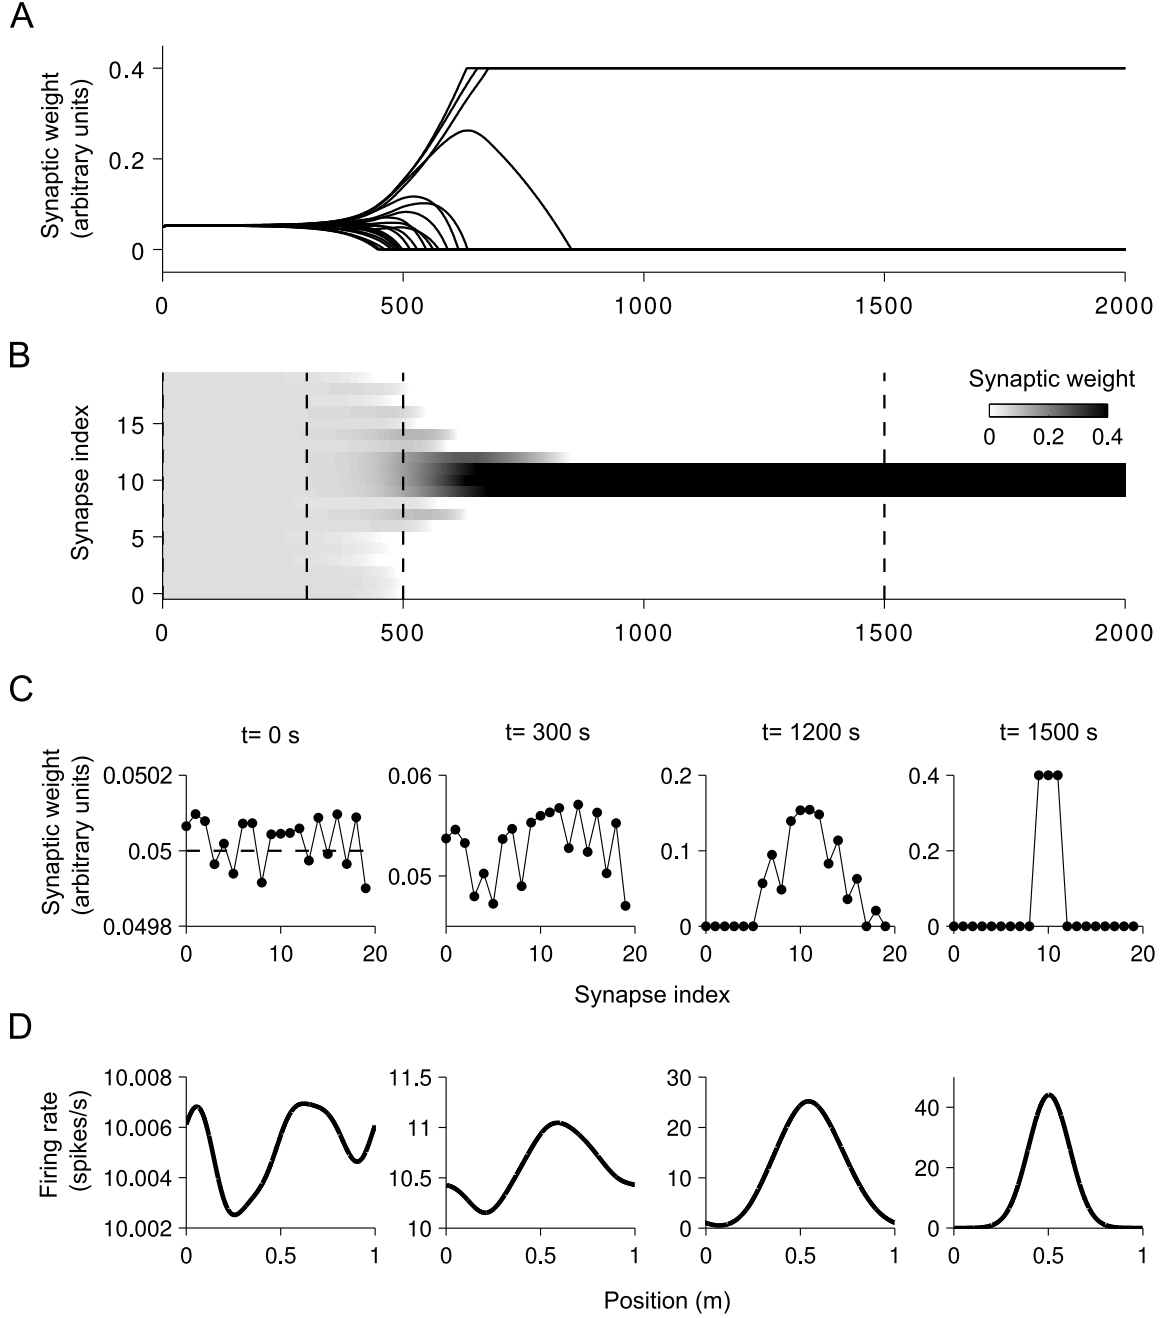 A
Synaptic weight
(arbitrary units)
0.4
0.2
0
0 500 1000 1500 2000
B
Synapse index
15
10
5
0
Synaptic weight
0 0.2 0.4
0 500 1000 1500 2000
C
t= 0 s t= 300 s t= 1200 s t= 1500 s
Synaptic weight
(arbitrary units)
0.0502
0.05
0.0498
0 10 20
0.06
0.05
0 10 20
0.2
0.1
0
0 10 20
0.4
0.2
0
0 10 20
Synapse index
D
Firing rate
(spikes/s)
10.008
10.006
10.004
10.002
0 0.5 1
11.5
11
10.5
10
0 0.5 1
30
20
10
0
0 0.5 1
40
20
0
0 0.5 1
Position (m)